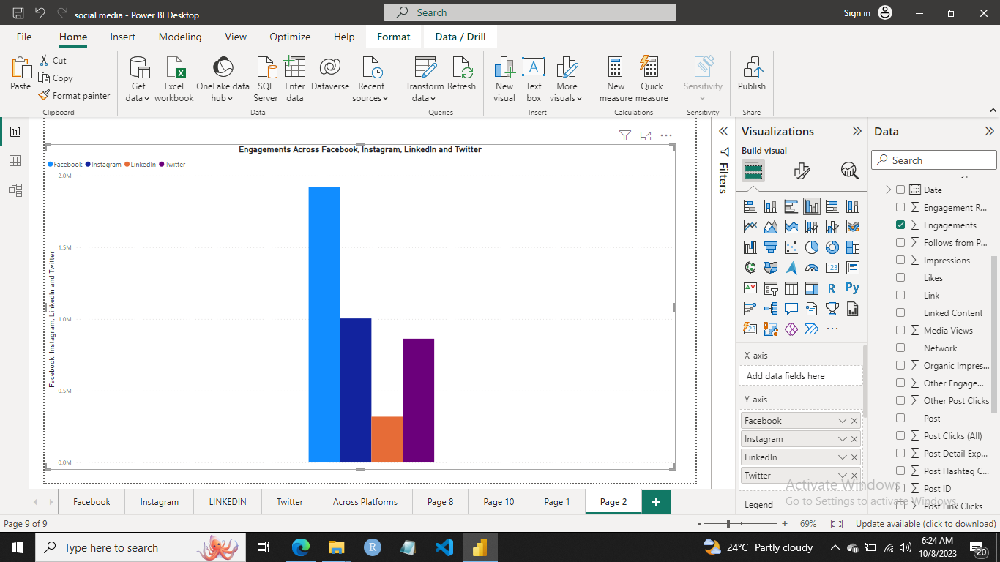 social media - Power BI Desktop
Search
Sign in
File Home Insert Modeling View Optimize Help Format Data / Drill
Paste
Cut
Copy
Format painter
Clipboard
Get data
Excel workbook
OneLake data hub
SQL Server
Enter data
Dataverse
Recent sources
Data
Transform data
Refresh
Queries
New visual
Text box
More visuals
Insert
New measure
Quick measure
Calculations
Sensitivity
Sensitivity
Publish
Share
Engagements Across Facebook, Instagram, LinkedIn and Twitter
Facebook Instagram LinkedIn Twitter
2.0M
1.5M
1.0M
0.5M
0.0M
Facebook, Instagram, LinkedIn and Twitter
Filters
Visualizations
Build visual
123
R
Py
123
X-axis
Add data fields here
Y-axis
Facebook
Instagram
LinkedIn
Twitter
Legend
Data
Search
Date
Engagement R...
Engagements
Follows from P...
Impressions
Likes
Link
Linked Content
Media Views
Network
Organic Impres...
Other Engage...
Other Post Clicks
Post
Post Clicks (All)
Post Detail Exp...
Post Hashtag C...
Post ID
Post Link Clicks
Activate Windows
Go to Settings to activate Windows.
Facebook Instagram LINKEDIN Twitter Across Platforms Page 8 Page 10 Page 1 Page 2
Page 9 of 9
69%
Update available (click to download)
Type here to search
24°C Partly cloudy
6:24 AM
10/8/2023
20